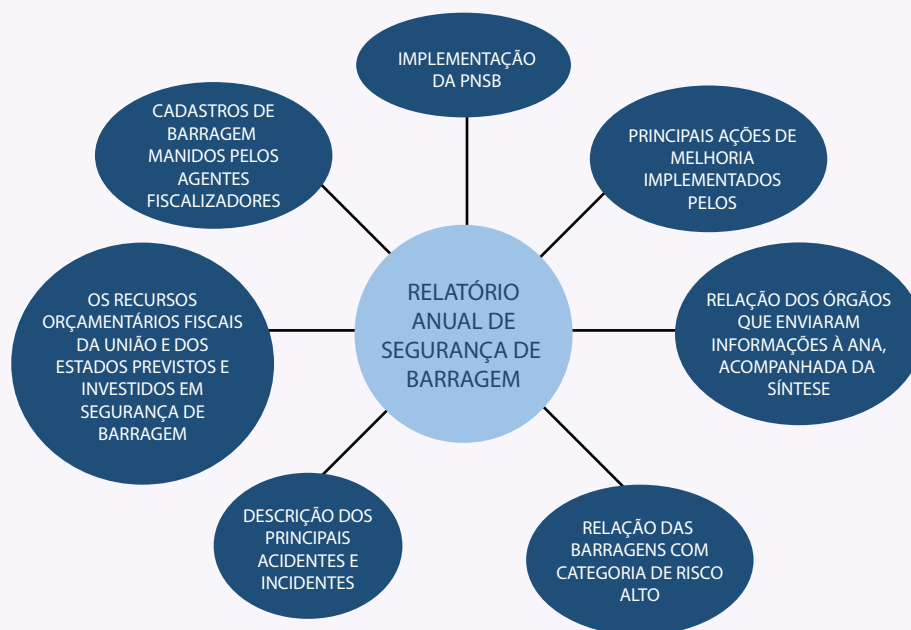 IMPLEMENTAÇÃO
DA PNSB
CADASTROS DE
BARRAGEM
MANIDOS PELOS
AGENTES
FISCALIZADORES
PRINCIPAIS AÇÕES DE
MELHORIA
IMPLEMENTADOS
PELOS
OS RECURSOS
ORÇAMENTÁRIOS FISCAIS
DA UNIÃO E DOS
ESTADOS PREVISTOS E
INVESTIDOS EM
SEGURANÇA DE
BARRAGEM
RELATÓRIO
ANUAL DE
SEGURANÇA DE
BARRAGEM
RELAÇÃO DOS ÓRGÃOS
QUE ENVIARAM
INFORMAÇÕES À ANA,
ACOMPANHADA DA
SÍNTESE
DESCRIÇÃO DOS
PRINCIPAIS
ACIDENTES E
INCIDENTES
RELAÇÃO DAS
BARRAGENS COM
CATEGORIA DE RISCO
ALTO